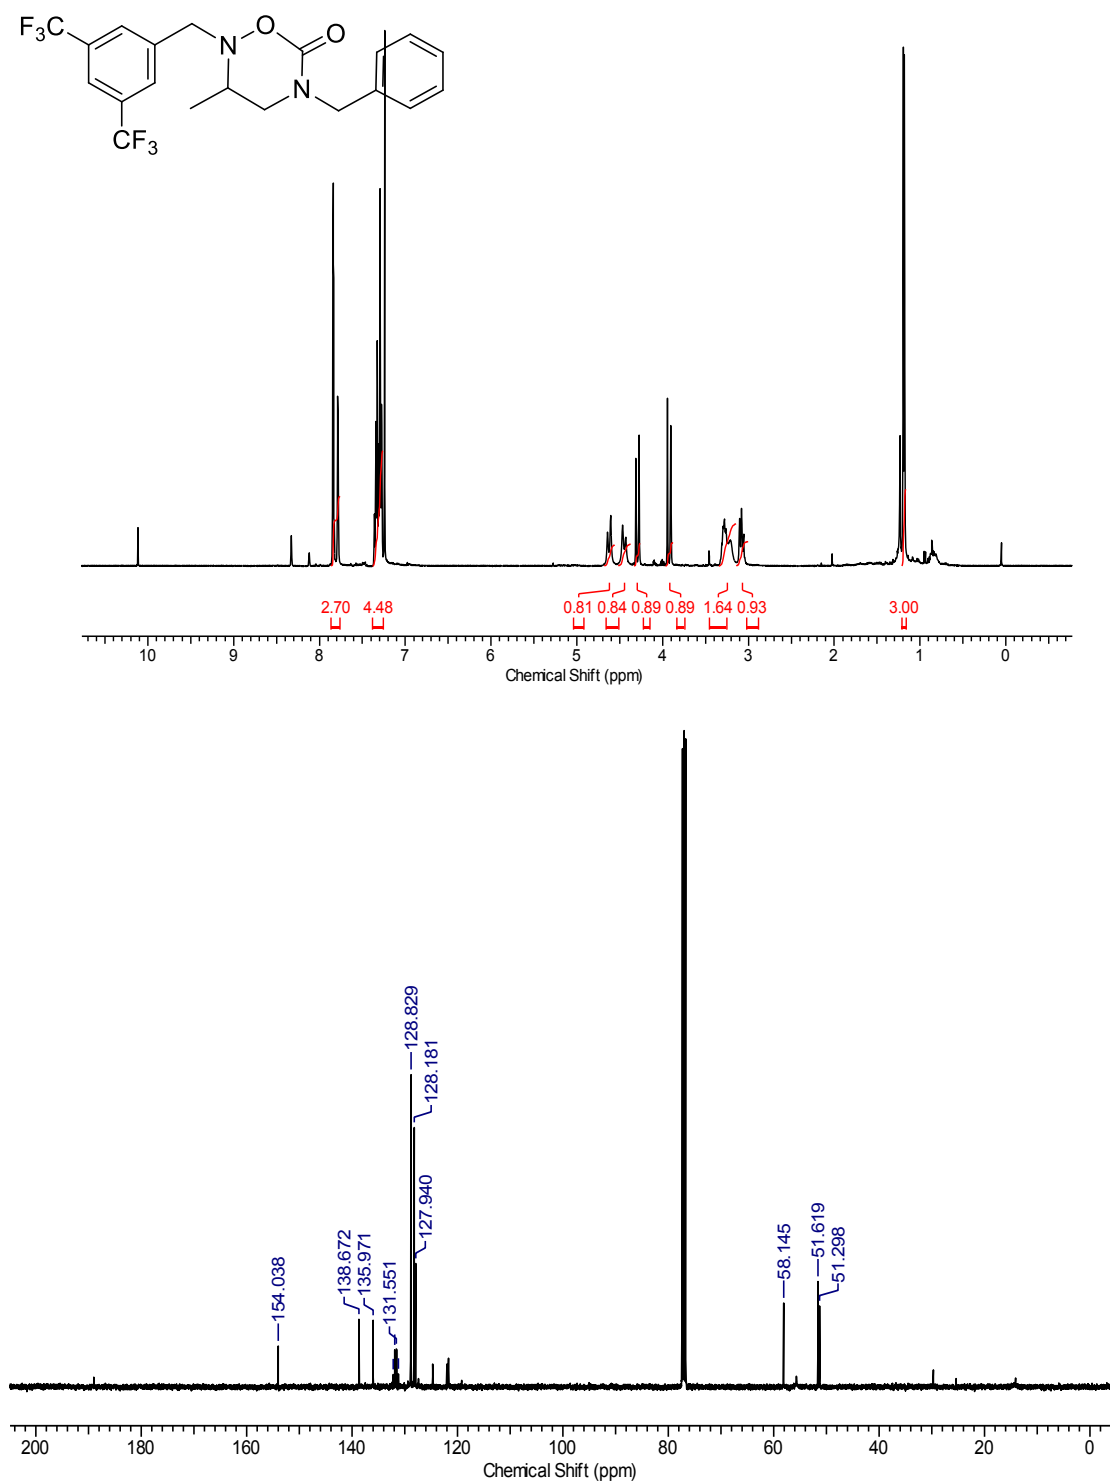 F3C
N
O
O
N
CF3
2.70 4.48 0.81 0.84 0.89 0.89 1.64 0.93 3.00
10 9 8 7 6 5 4 3 2 1 0
Chemical Shift (ppm)
154.038
138.672
135.971
131.551
128.829
128.181
127.940
58.145
51.619
51.298
200 180 160 140 120 100 80 60 40 20 0
Chemical Shift (ppm)